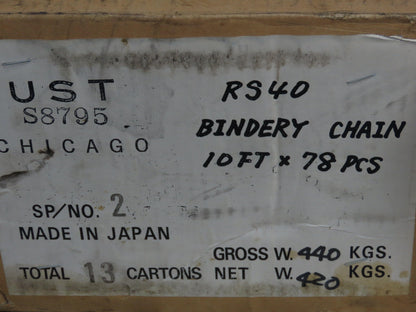 UST
S8795
CHICAGO
RS40
BINDERY CHAIN
10FT × 78 PCS
SP/NO. 2
MADE IN JAPAN
TOTAL 13 CARTONS
GROSS W. 440 KGS.
NET W. 420 KGS.